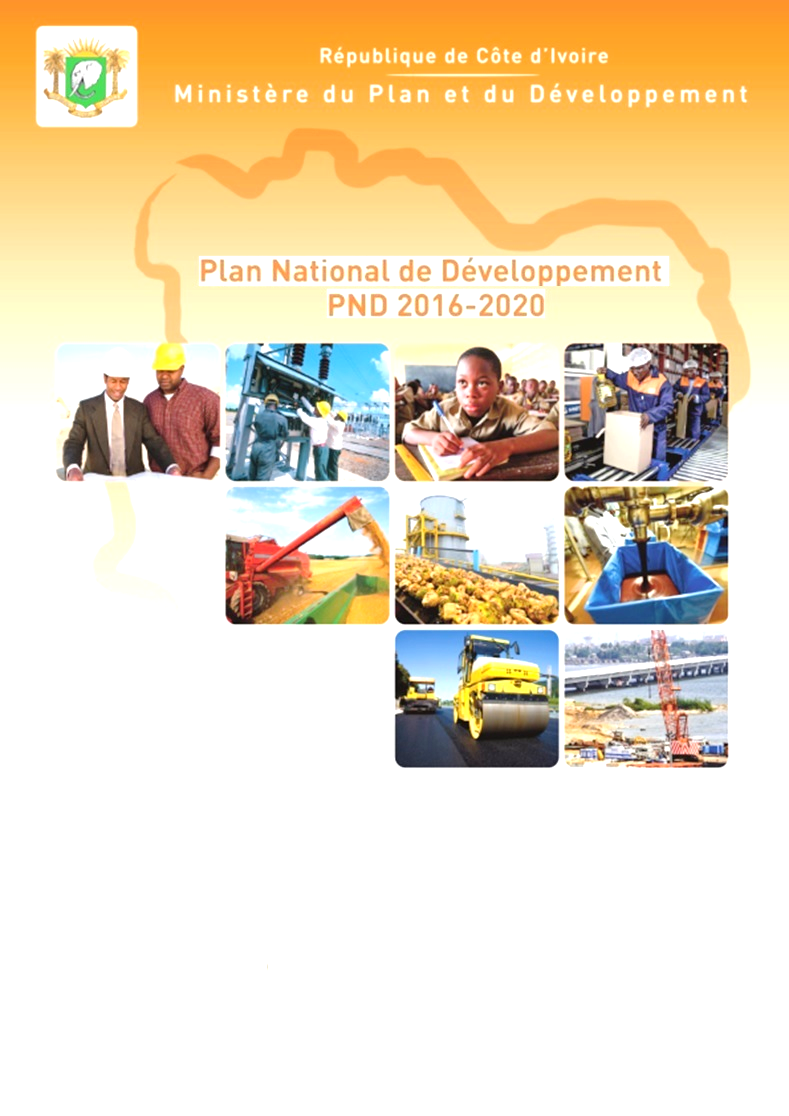 République de Côte d'Ivoire
Ministère du Plan et du Développement
Plan National de Développement
PND 2016-2020